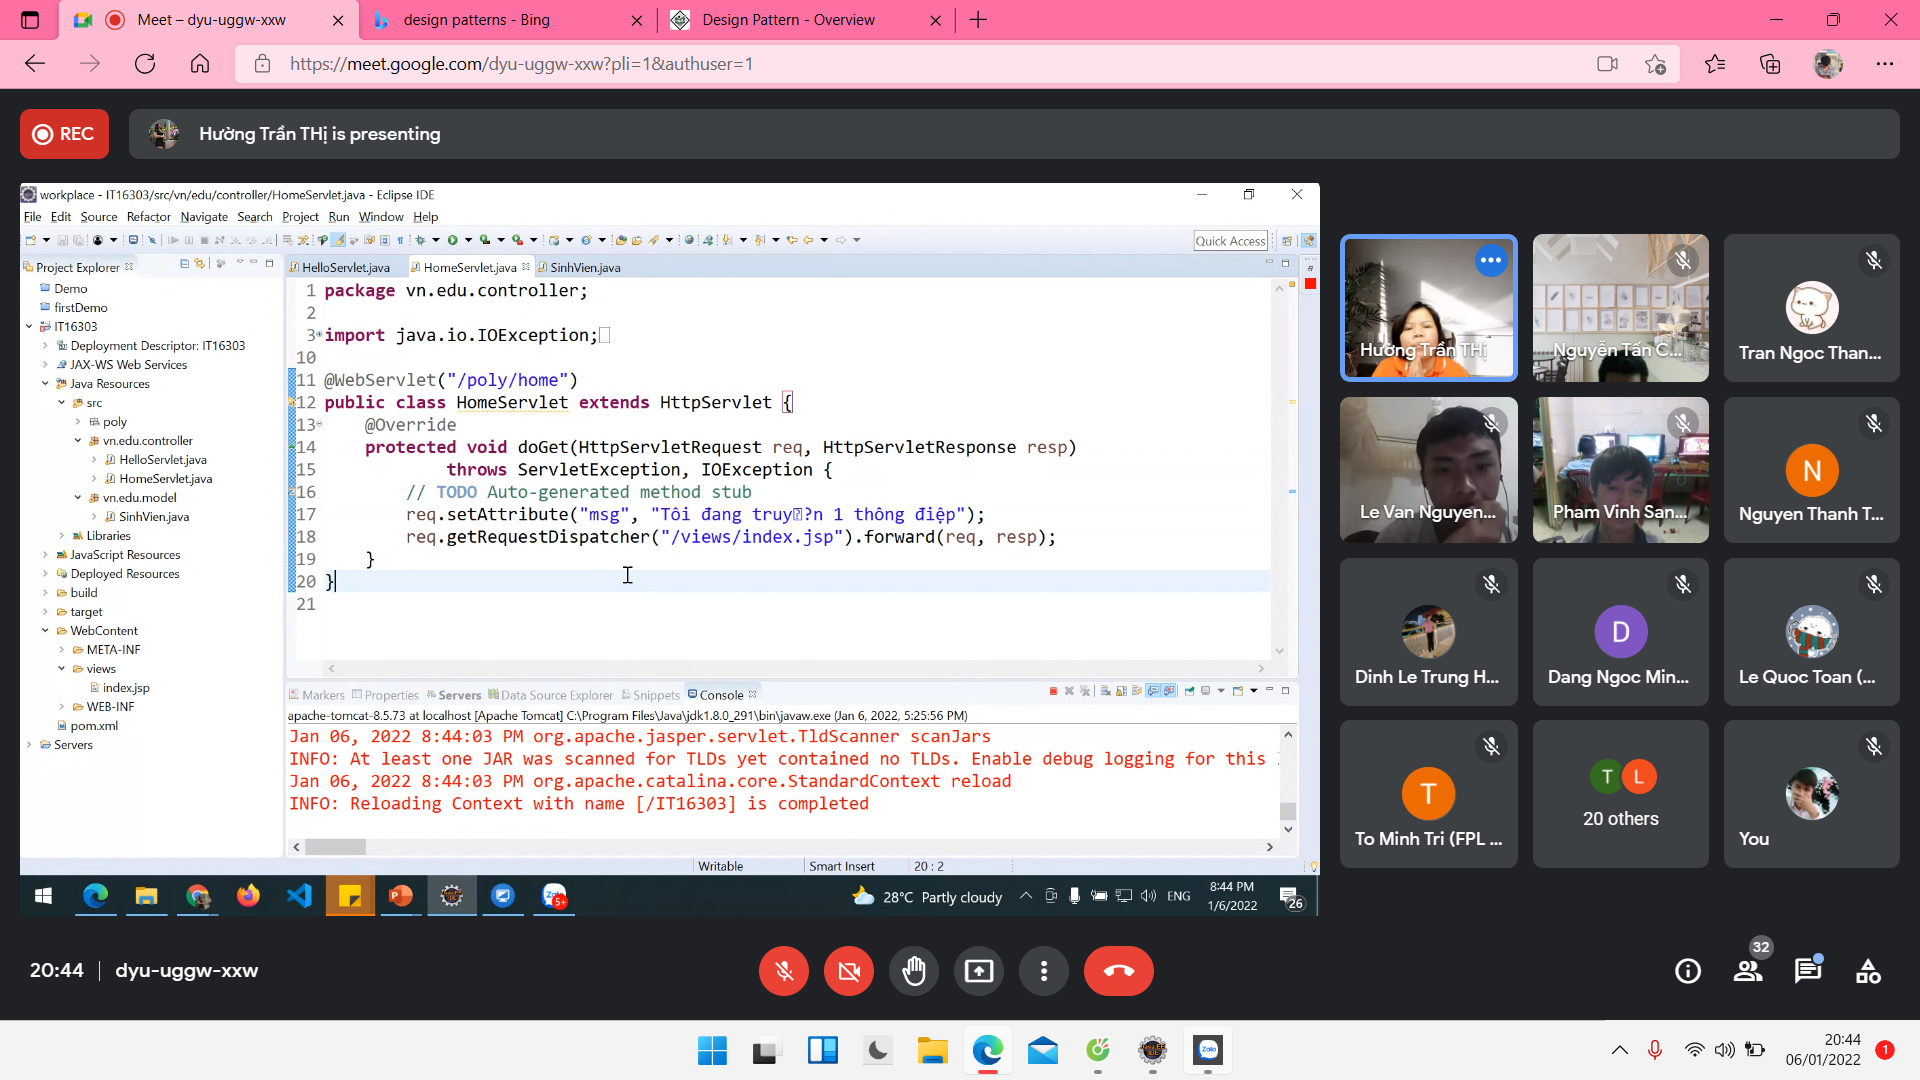 Meet – dyu-uggw-xxw
design patterns - Bing
Design Pattern - Overview
https://meet.google.com/dyu-uggw-xxw?pli=1&authuser=1
REC
Hường Trần THị is presenting
workplace - IT16303/src/vn/edu/controller/HomeServlet.java - Eclipse IDE
File Edit Source Refactor Navigate Search Project Run Window Help
Quick Access
Project Explorer
Demo
firstDemo
IT16303
Deployment Descriptor: IT16303
JAX-WS Web Services
Java Resources
src
poly
vn.edu.controller
HelloServlet.java
HomeServlet.java
vn.edu.model
SinhVien.java
Libraries
JavaScript Resources
Deployed Resources
build
target
WebContent
META-INF
views
index.jsp
WEB-INF
pom.xml
Servers
HelloServlet.java HomeServlet.java SinhVien.java
1 package vn.edu.controller;
2
3 import java.io.IOException;
10
11 @WebServlet("/poly/home")
12 public class HomeServlet extends HttpServlet {
13 @Override
14 protected void doGet(HttpServletRequest req, HttpServletResponse resp)
15 throws ServletException, IOException {
16 // TODO Auto-generated method stub
17 req.setAttribute("msg", "Tôi đang truy�?n 1 thông điệp");
18 req.getRequestDispatcher("/views/index.jsp").forward(req, resp);
19 }
20 }
21
Markers Properties Servers Data Source Explorer Snippets Console
apache-tomcat-8.5.73 at localhost [Apache Tomcat] C:\Program Files\Java\jdk1.8.0_291\bin\javaw.exe (Jan 6, 2022, 5:25:56 PM)
Jan 06, 2022 8:44:03 PM org.apache.jasper.servlet.TldScanner scanJars
INFO: At least one JAR was scanned for TLDs yet contained no TLDs. Enable debug logging for this
Jan 06, 2022 8:44:03 PM org.apache.catalina.core.StandardContext reload
INFO: Reloading Context with name [/IT16303] is completed
Writable Smart Insert 20 : 2
28°C Partly cloudy ENG 8:44 PM
1/6/2022
26
5+
Hường Trần THị
Nguyễn Tấn C...
Tran Ngoc Than...
Le Van Nguyen...
Pham Vinh San...
N
Nguyen Thanh T...
Dinh Le Trung H...
D
Dang Ngoc Min...
Le Quoc Toan (...
T
To Minh Tri (FPL ...
T L
20 others
You
20:44 | dyu-uggw-xxw
32
Zalo
20:44
06/01/2022
1